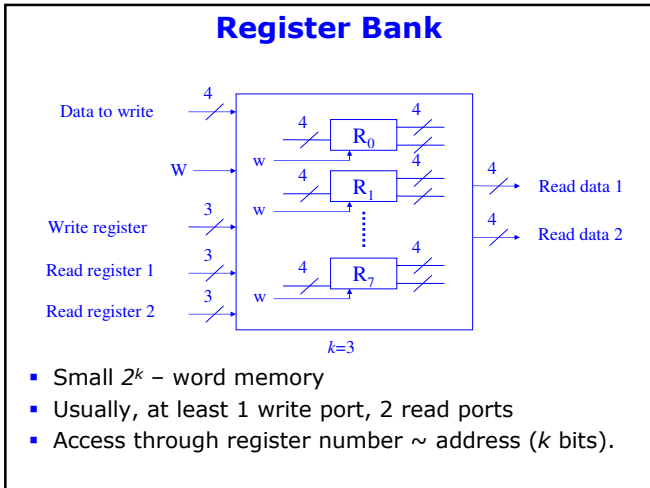 Register Bank
4
Data to write
4
4
R0
w
4
W
4
R1
4
w
4
Read data 1
3
Write register
4
Read data 2
3
Read register 1
4
R7
4
w
3
Read register 2
k=3
▪ Small 2^k – word memory
▪ Usually, at least 1 write port, 2 read ports
▪ Access through register number ~ address (k bits).